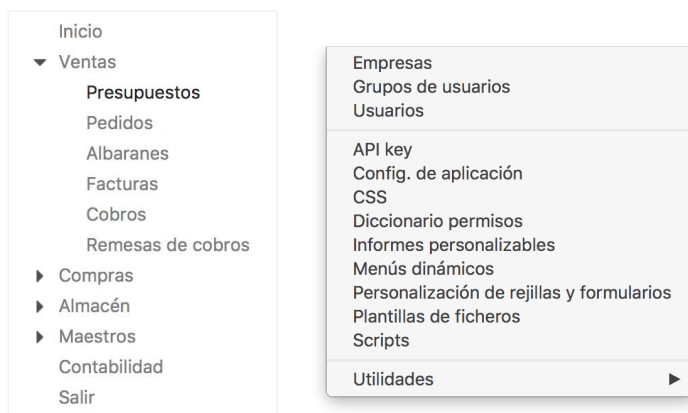 Inicio
Ventas
Presupuestos
Pedidos
Albaranes
Facturas
Cobros
Remesas de cobros
Compras
Almacén
Maestros
Contabilidad
Salir
Empresas
Grupos de usuarios
Usuarios
API key
Config. de aplicación
CSS
Diccionario permisos
Informes personalizables
Menús dinámicos
Personalización de rejillas y formularios
Plantillas de ficheros
Scripts
Utilidades